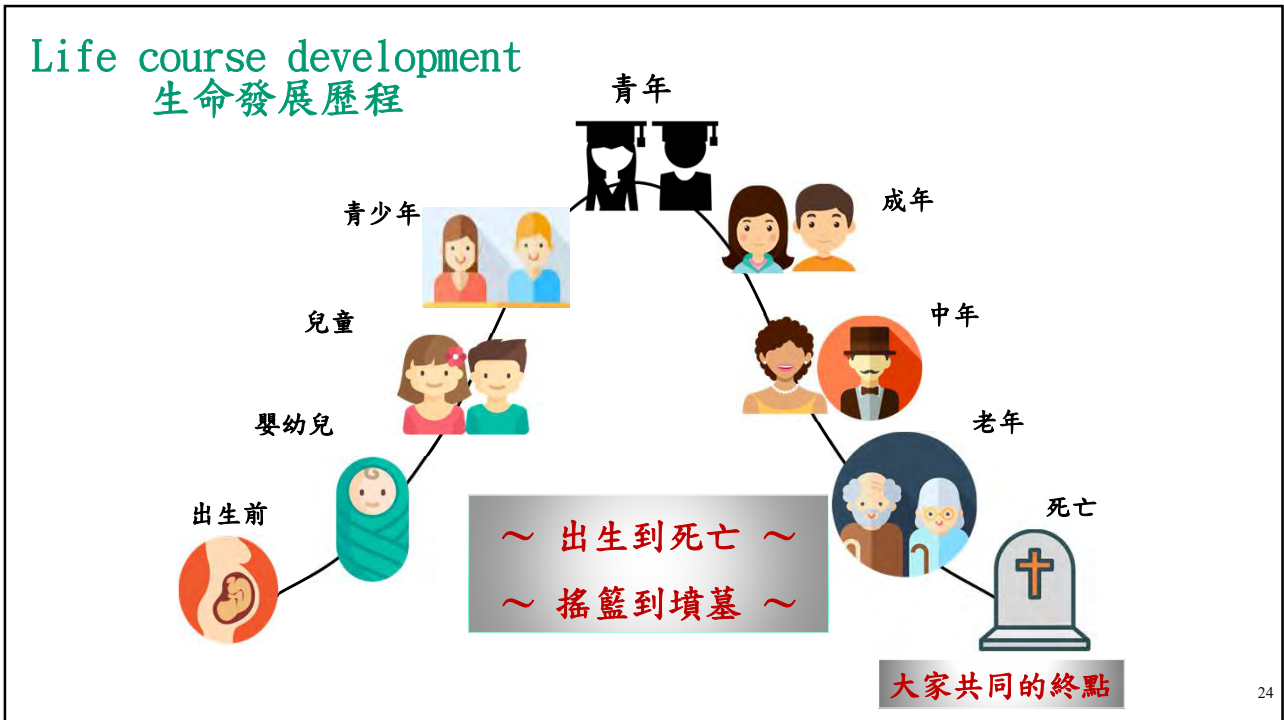 Life course development
生命發展歷程
青年
青少年
成年
兒童
中年
嬰幼兒
老年
出生前
死亡
～ 出生到死亡 ～
～ 搖籃到墳墓 ～
大家共同的終點
24